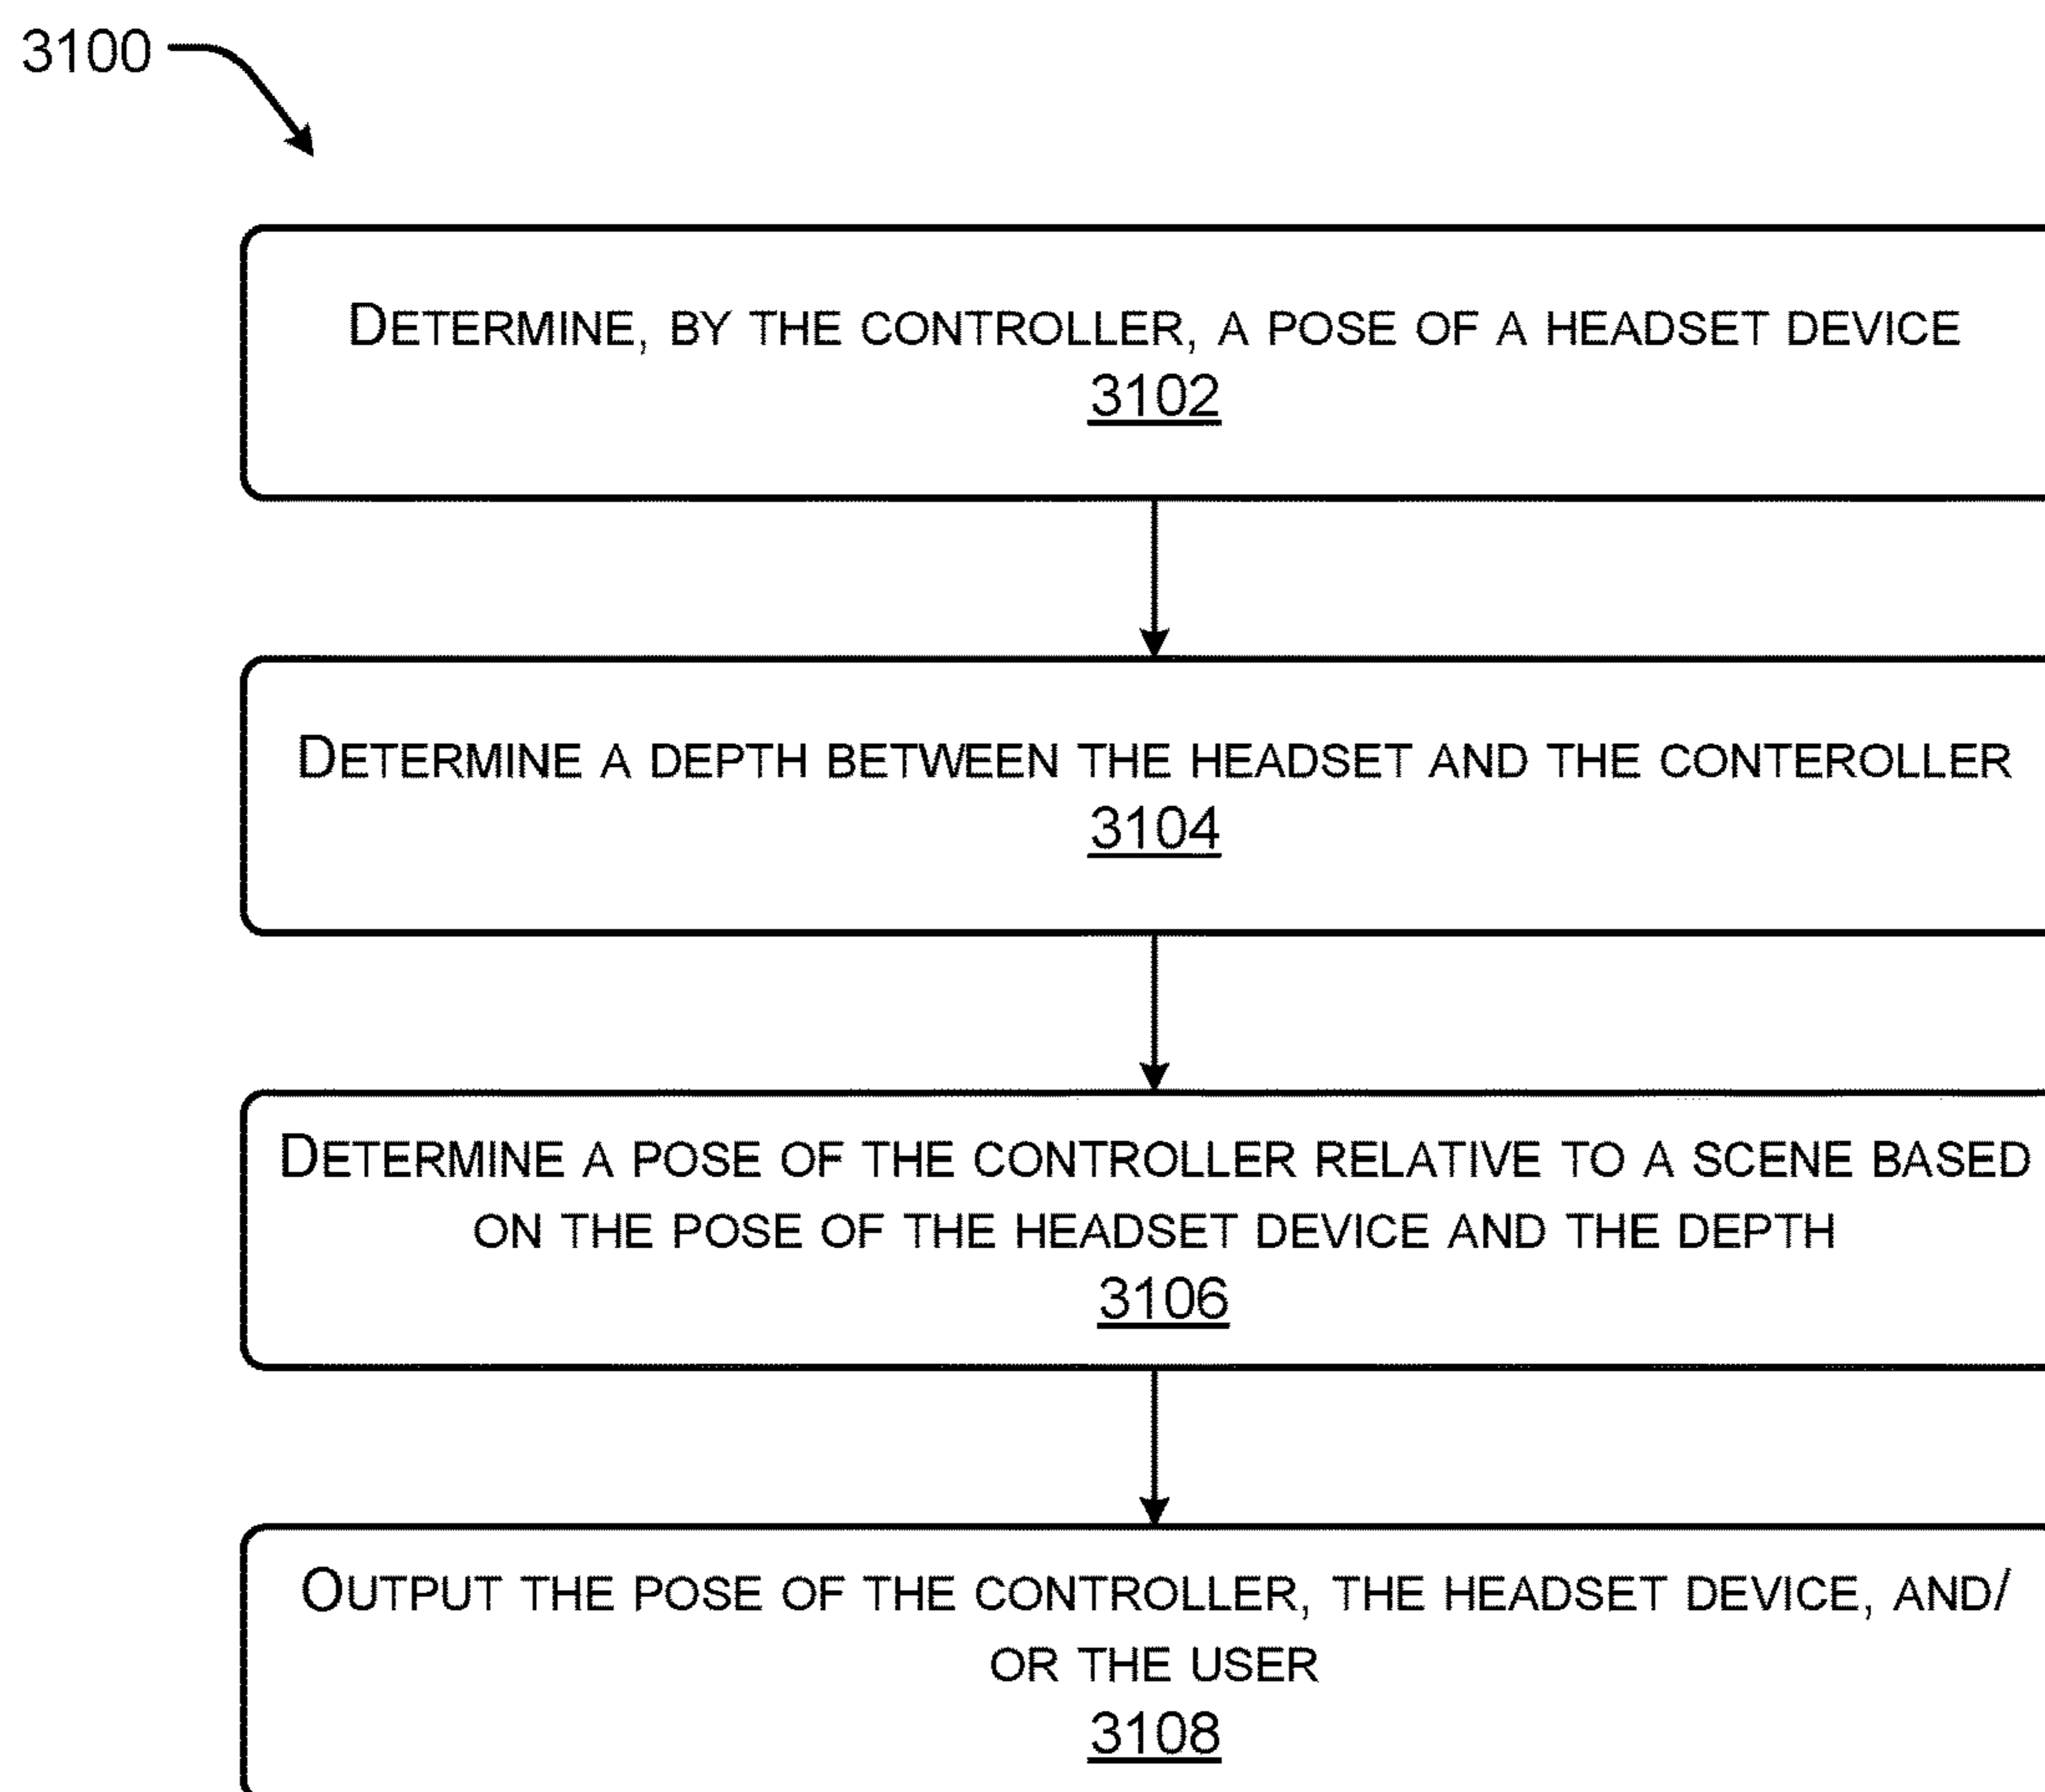 3100
DETERMINE, BY THE CONTROLLER, A POSE OF A HEADSET DEVICE
3102
DETERMINE A DEPTH BETWEEN THE HEADSET AND THE CONTEROLLER
3104
DETERMINE A POSE OF THE CONTROLLER RELATIVE TO A SCENE BASED
ON THE POSE OF THE HEADSET DEVICE AND THE DEPTH
3106
OUTPUT THE POSE OF THE CONTROLLER, THE HEADSET DEVICE, AND/
OR THE USER
3108